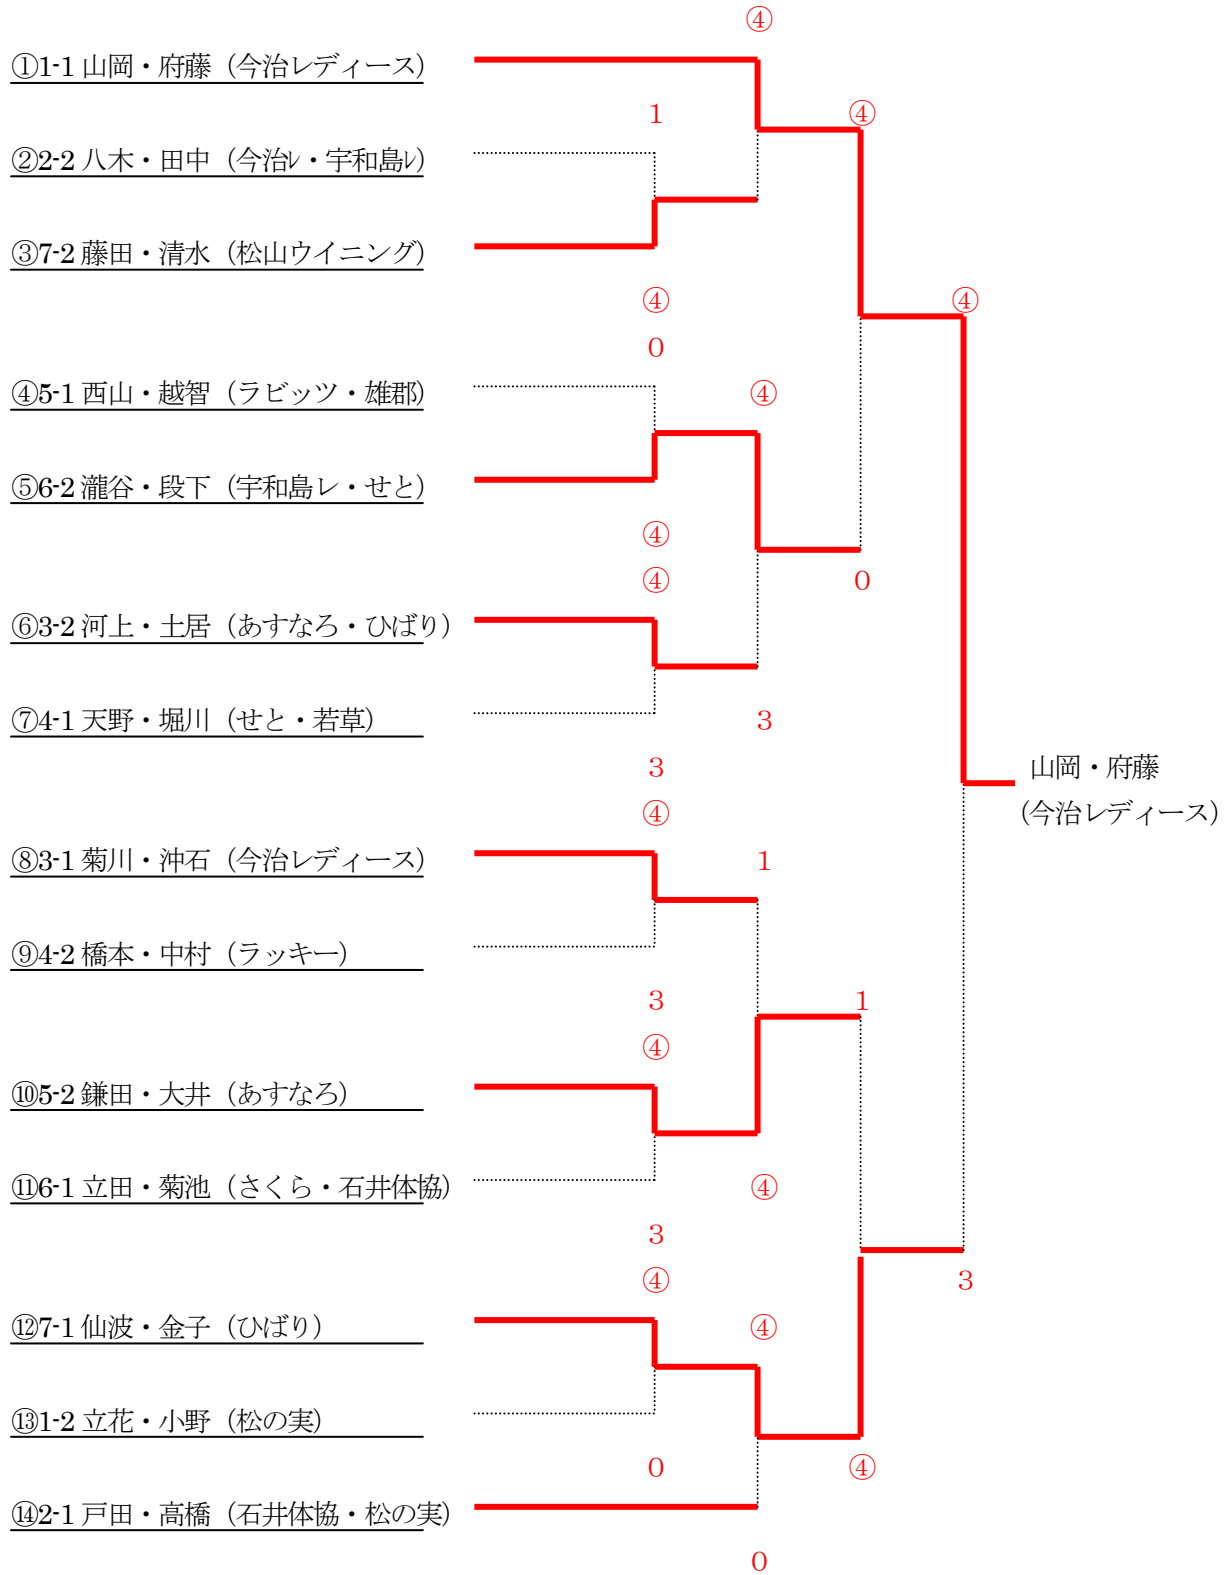 ④
①1-1 山岡・府藤（今治レディース）
1
④
②2-2 八木・田中（今治ﾚ・宇和島ﾚ）
③7-2 藤田・清水（松山ウイニング）
④
④
0
④5-1 西山・越智（ラビッツ・雄郡）
④
⑤6-2 瀧谷・段下（宇和島レ・せと）
④
④
0
⑥3-2 河上・土居（あすなろ・ひばり）
⑦4-1 天野・堀川（せと・若草）
3
3
山岡・府藤
（今治レディース）
④
⑧3-1 菊川・沖石（今治レディース）
1
⑨4-2 橋本・中村（ラッキー）
3
1
④
⑩5-2 鎌田・大井（あすなろ）
⑪6-1 立田・菊池（さくら・石井体協）
④
3
④
3
⑫7-1 仙波・金子（ひばり）
④
⑬1-2 立花・小野（松の実）
0
④
⑭2-1 戸田・高橋（石井体協・松の実）
0